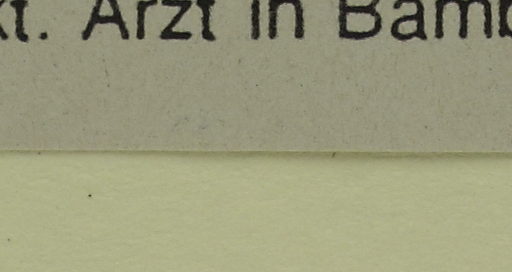 kt. Arzt in Bamb